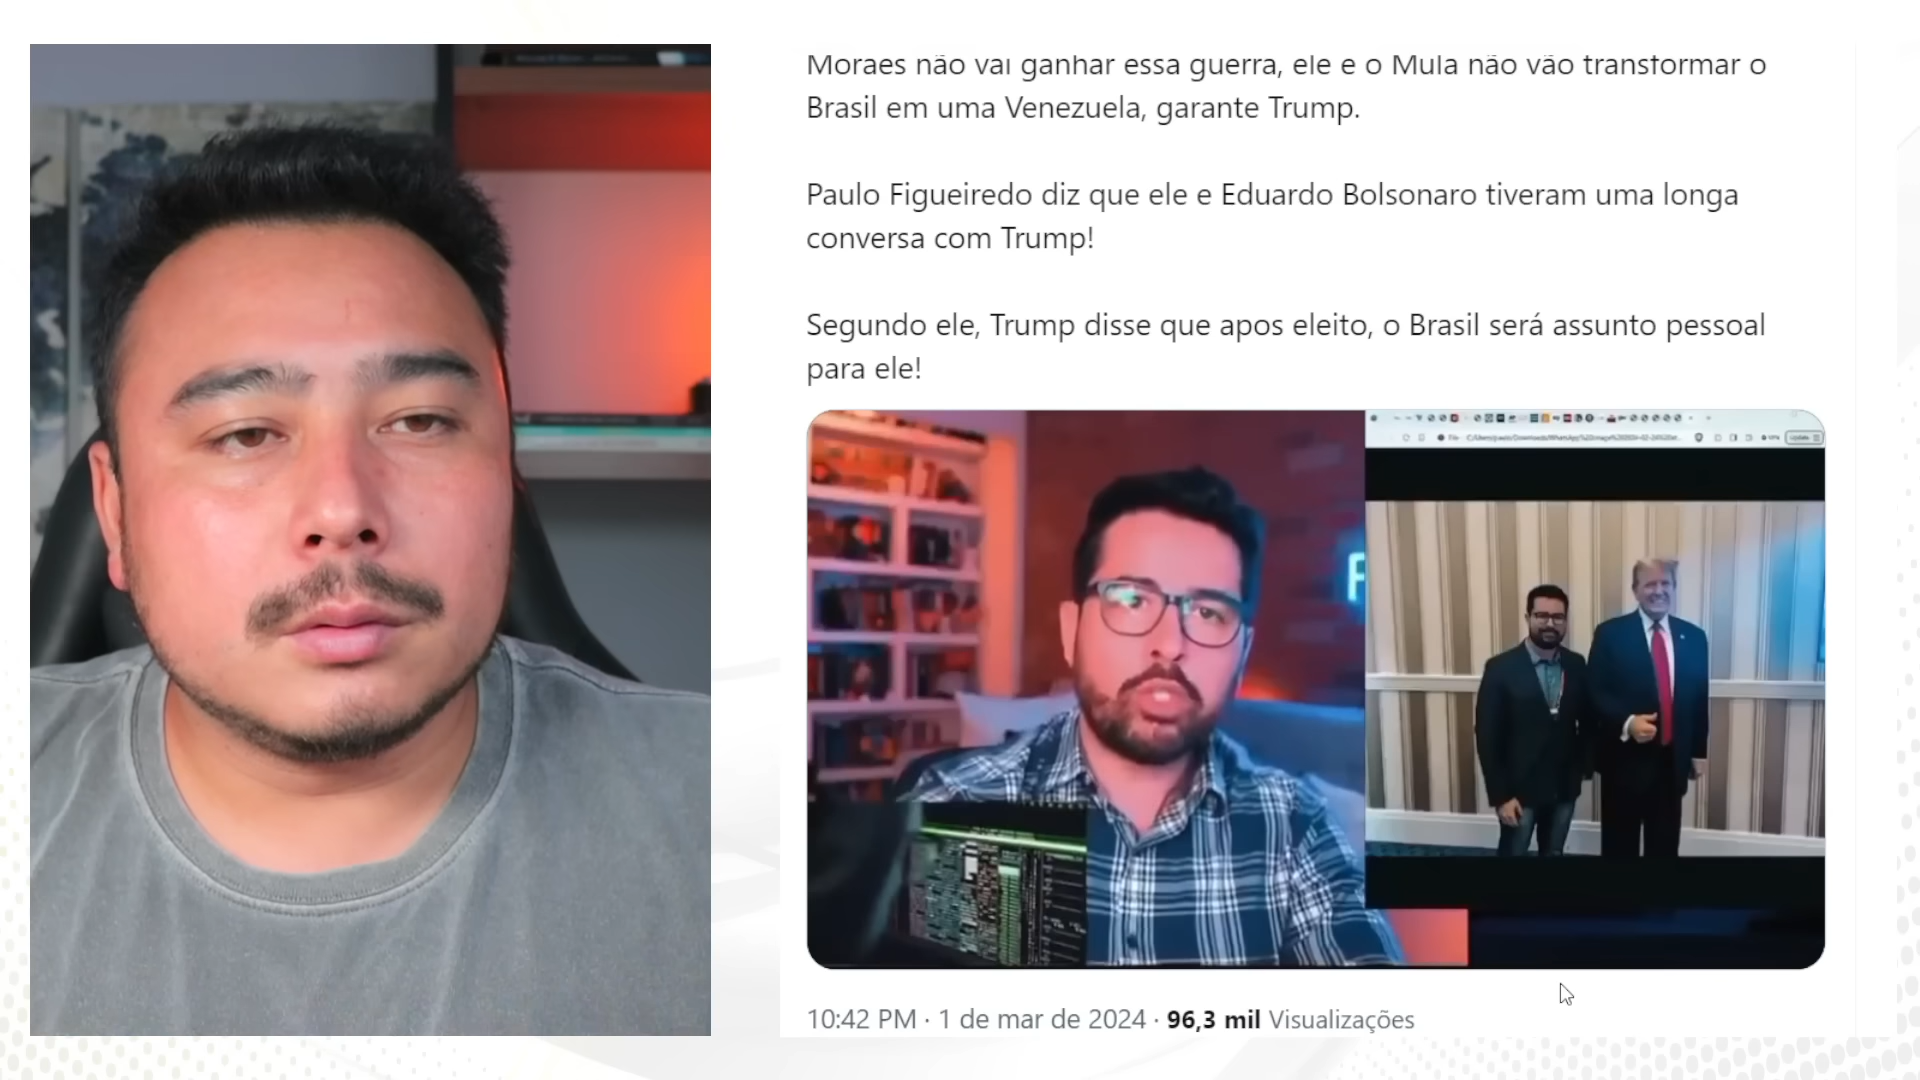 Moraes não vai ganhar essa guerra, ele e o Mula não vão transformar o
Brasil em uma Venezuela, garante Trump.
Paulo Figueiredo diz que ele e Eduardo Bolsonaro tiveram uma longa
conversa com Trump!
Segundo ele, Trump disse que apos eleito, o Brasil será assunto pessoal
para ele!
10:42 PM · 1 de mar de 2024 · 96,3 mil Visualizações